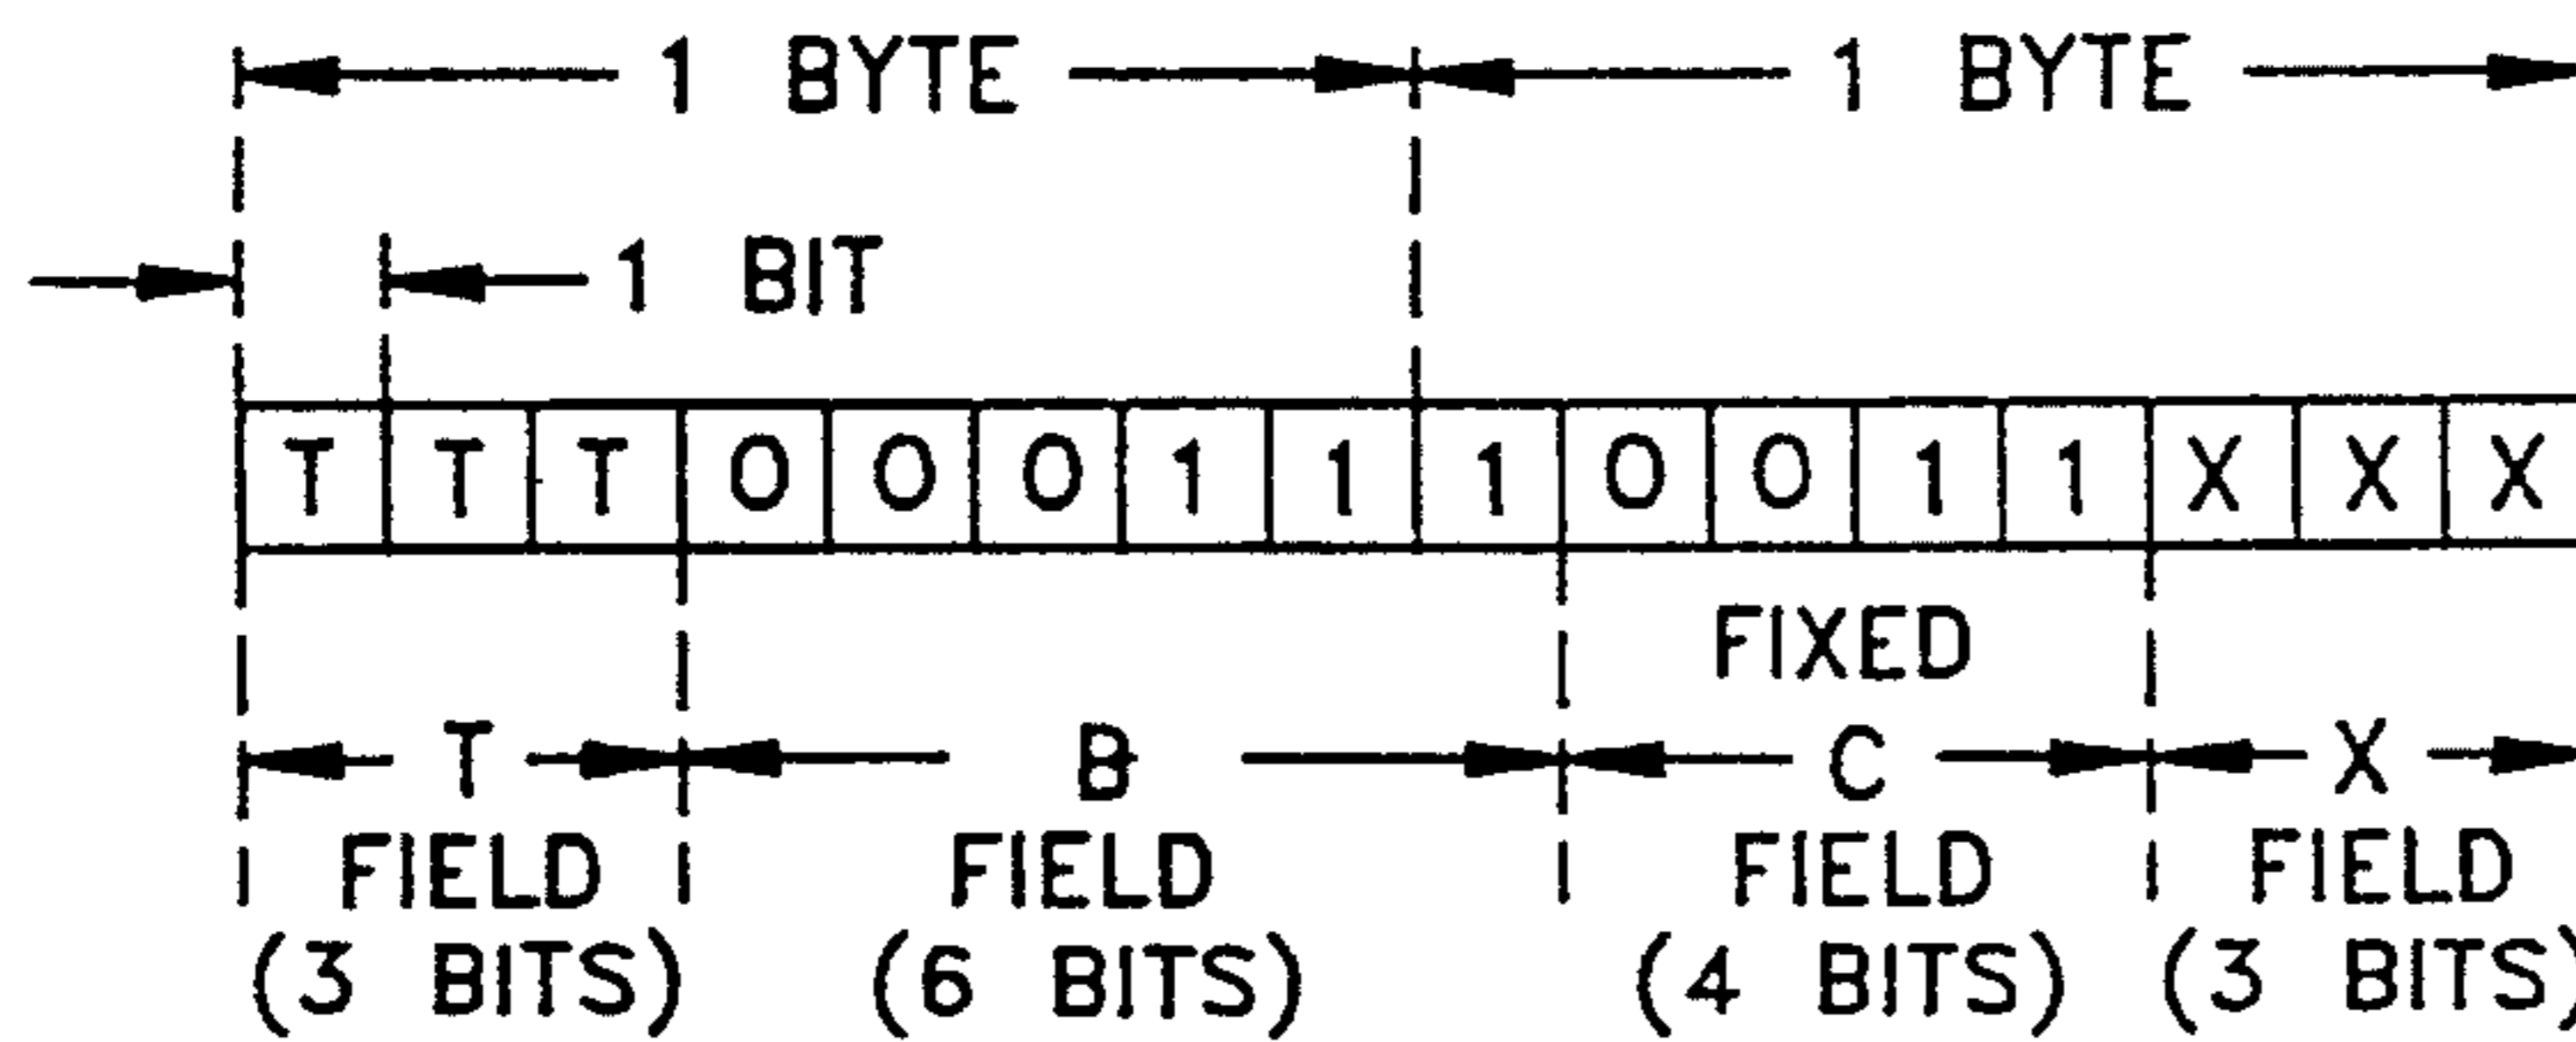 1 BYTE 1 BYTE
1 BIT
T T T 0 0 0 1 1 1 0 0 1 1 X X X
FIXED
T B C X
FIELD FIELD FIELD FIELD
(3 BITS) (6 BITS) (4 BITS) (3 BITS)